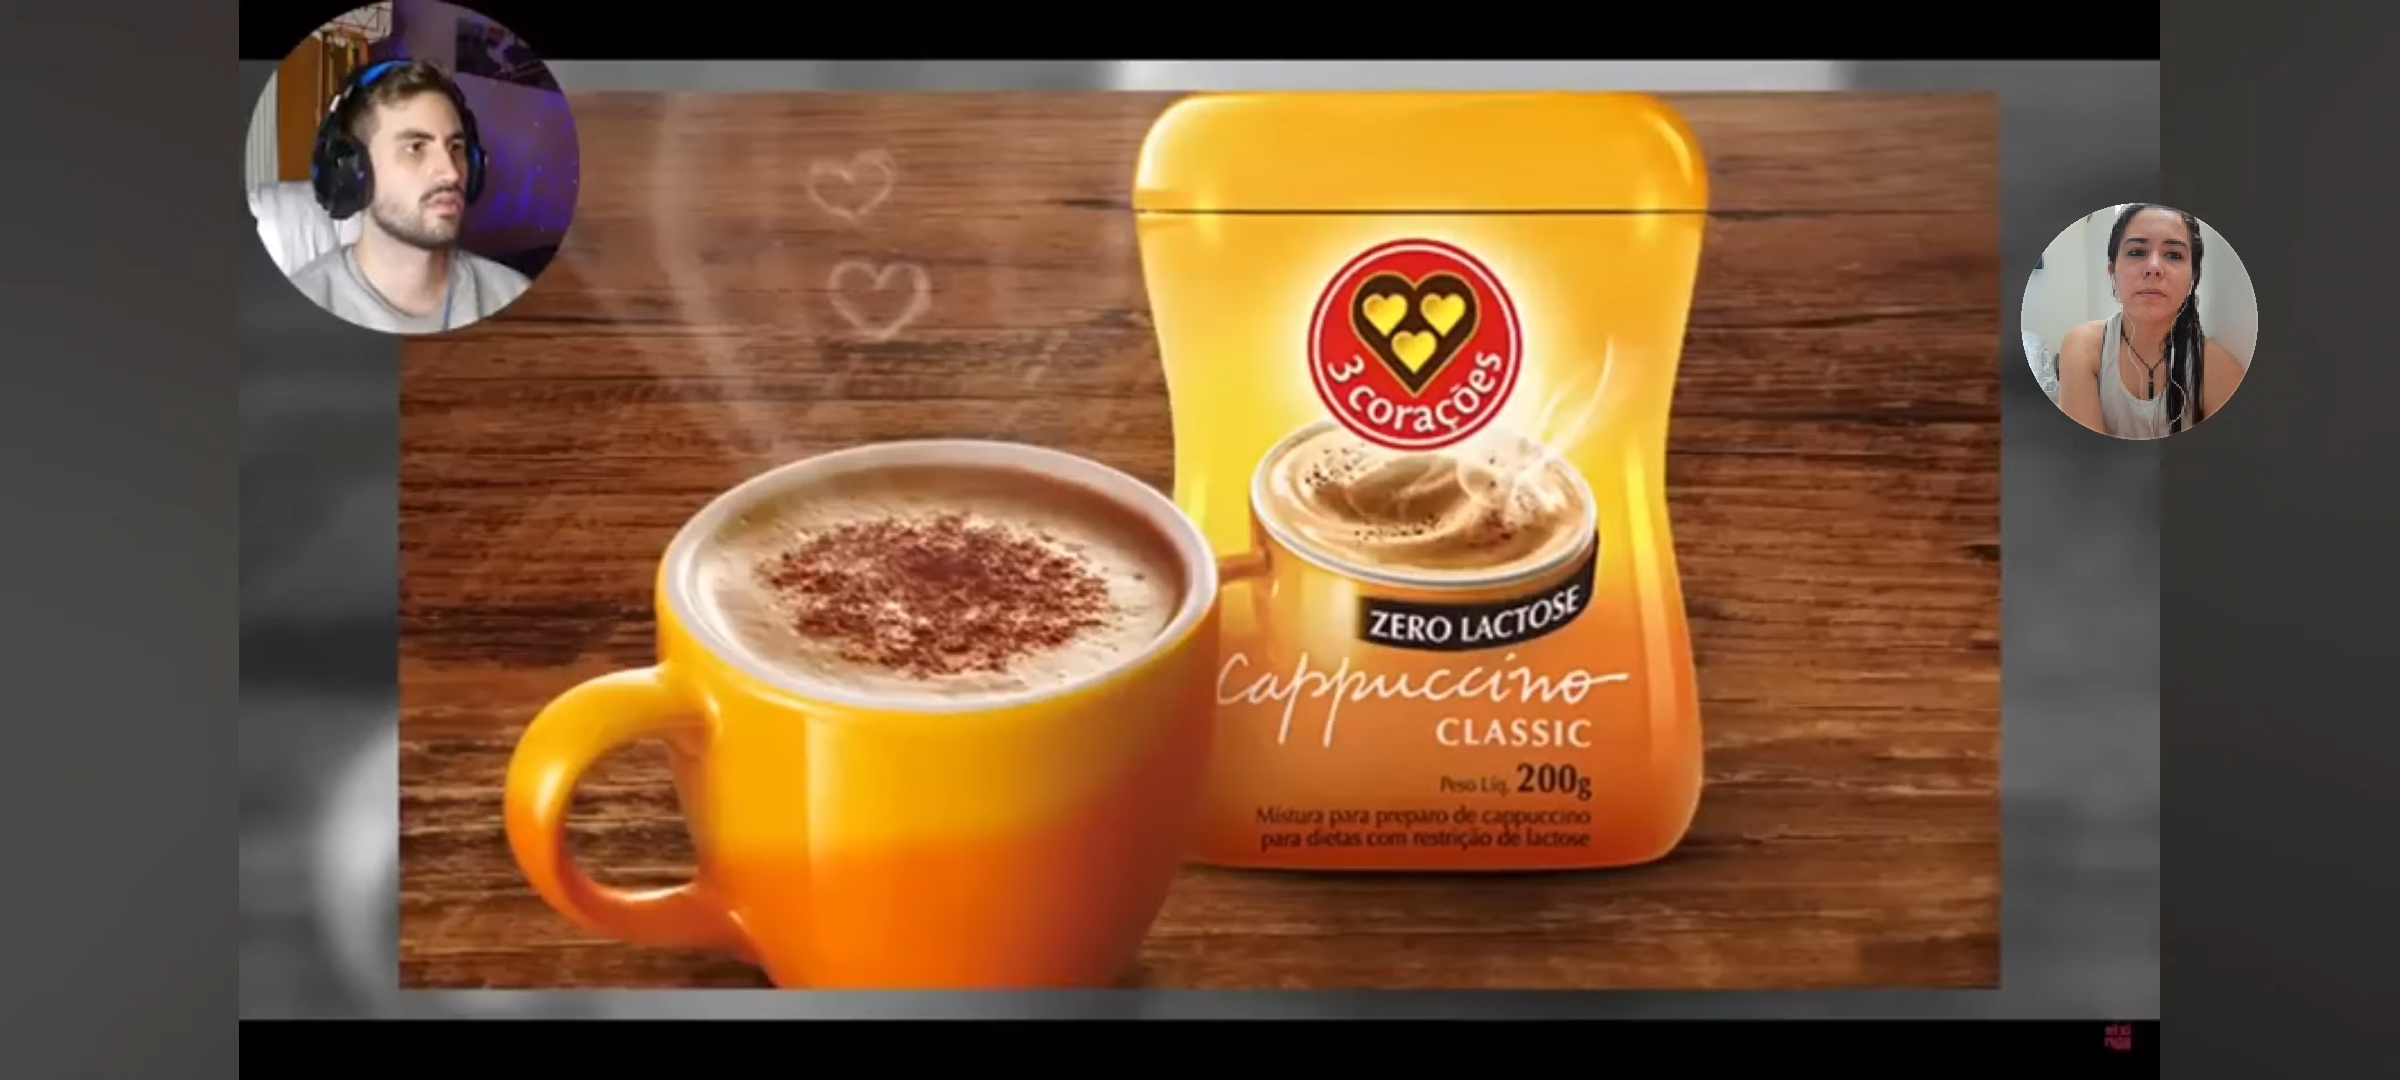 3 corações
ZERO LACTOSE
Cappuccino
CLASSIC
Peso Líq. 200g
Mistura para preparo de cappuccino
para dietas com restrição de lactose